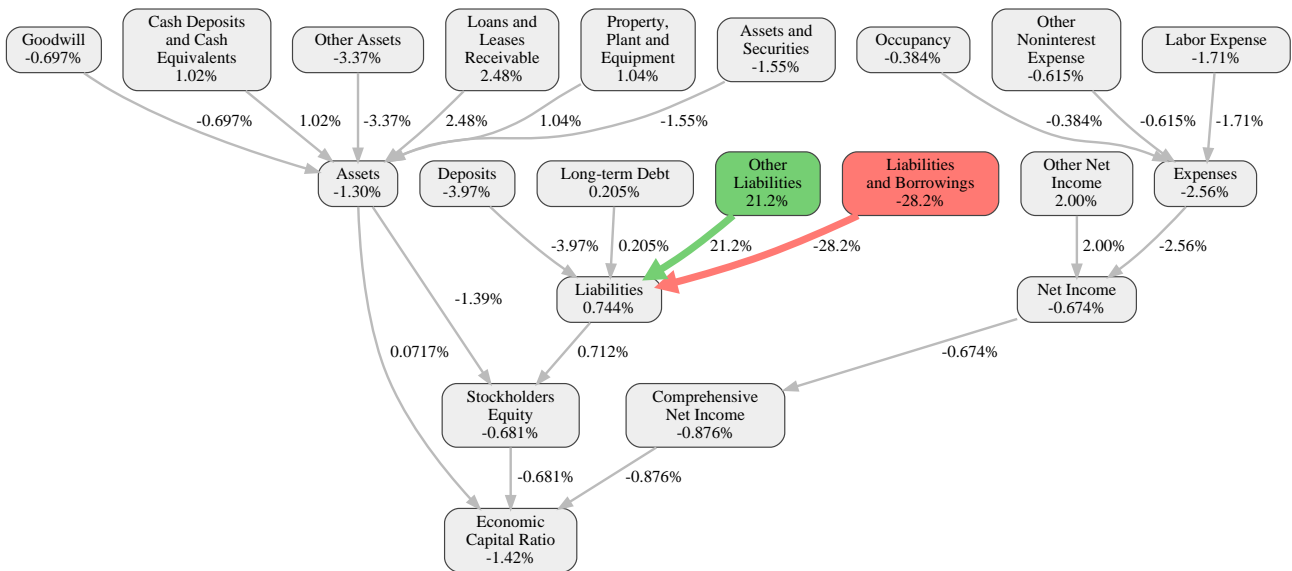 Goodwill
-0.697%
Cash Deposits
and Cash
Equivalents
1.02%
Other Assets
-3.37%
Loans and
Leases
Receivable
2.48%
Property,
Plant and
Equipment
1.04%
Assets and
Securities
-1.55%
Occupancy
-0.384%
Other
Noninterest
Expense
-0.615%
Labor Expense
-1.71%
-0.697%
1.02%
-3.37%
2.48%
1.04%
-1.55%
-0.384%
-0.615%
-1.71%
Assets
-1.30%
Deposits
-3.97%
Long-term Debt
0.205%
Other
Liabilities
21.2%
Liabilities
and Borrowings
-28.2%
Other Net
Income
2.00%
Expenses
-2.56%
-3.97%
0.205%
21.2%
-28.2%
2.00%
-2.56%
Liabilities
0.744%
Net Income
-0.674%
-1.39%
0.0717%
0.712%
-0.674%
Stockholders
Equity
-0.681%
Comprehensive
Net Income
-0.876%
-0.681%
-0.876%
Economic
Capital Ratio
-1.42%